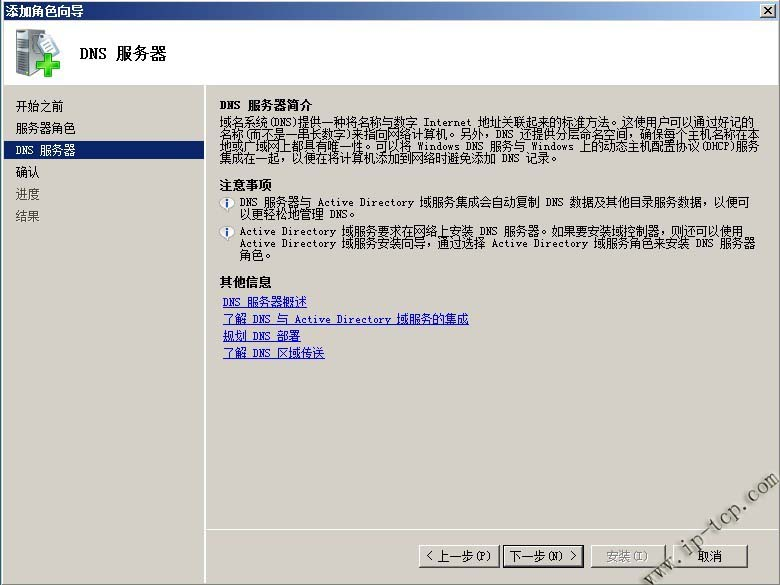 添加角色向导
DNS 服务器
开始之前
服务器角色
DNS 服务器
确认
进度
结果
DNS 服务器简介
域名系统(DNS)提供一种将名称与数字 Internet 地址关联起来的标准方法。这使用户可以通过好记的
名称(而不是一串长数字)来指向网络计算机。另外，DNS 还提供分层命名空间，确保每个主机名称在本
地或广域网上都具有唯一性。可以将 Windows DNS 服务与 Windows 上的动态主机配置协议(DHCP)服务
集成在一起，以便在将计算机添加到网络时避免添加 DNS 记录。
注意事项
DNS 服务器与 Active Directory 域服务集成会自动复制 DNS 数据及其他目录服务数据，以便可
以更轻松地管理 DNS。
Active Directory 域服务要求在网络上安装 DNS 服务器。如果要安装域控制器，则还可以使用
Active Directory 域服务安装向导，通过选择 Active Directory 域服务角色来安装 DNS 服务器
角色。
其他信息
DNS 服务器概述
了解 DNS 与 Active Directory 域服务的集成
规划 DNS 部署
了解 DNS 区域传送
< 上一步(P)
下一步(N) >
安装(I)
取消
www.ip-tcp.com